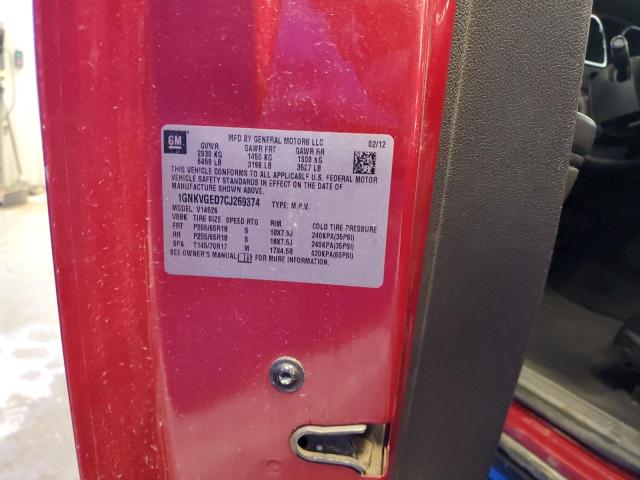 GM
MFD BY GENERAL MOTORS LLC 02/12
GVWR GAWR FRT GAWR RR
2930 KG 1450 KG 1600 KG
6459 LB 3196 LB 3527 LB
THIS VEHICLE CONFORMS TO ALL APPLICABLE U.S. FEDERAL MOTOR
VEHICLE SAFETY STANDARDS IN EFFECT ON THE DATE OF
MANUFACTURE SHOWN ABOVE.
1GNKVGED7CJ269374 TYPE: M.P.V.
MODEL: V14526
VBBK TIRE SIZE SPEED RTG RIM COLD TIRE PRESSURE
FRT P255/65R18 S 18X7.5J 240KPA(35PSI)
RR P255/65R18 S 18X7.5J 240KPA(35PSI)
SPA T145/70R17 M 17X4.5B 420KPA(60PSI)
SEE OWNER'S MANUAL FOR MORE INFORMATION.